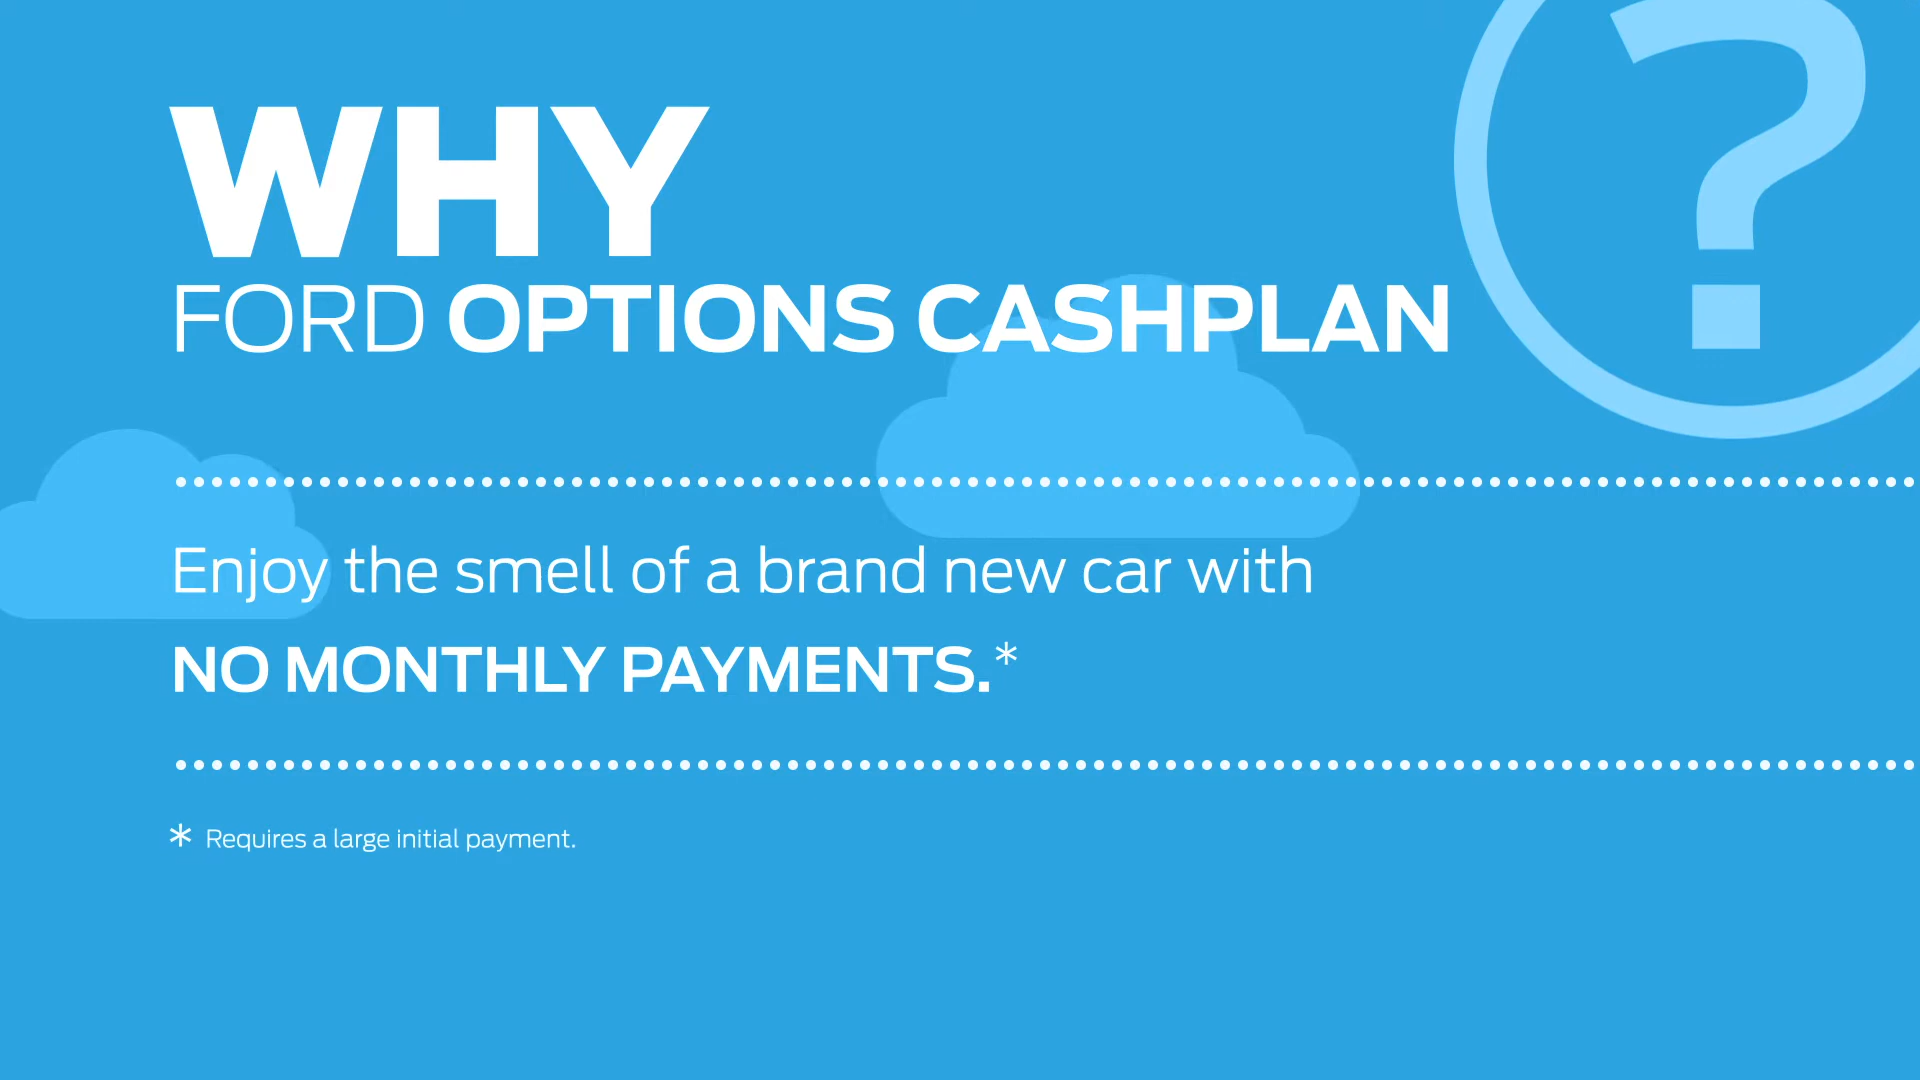 WHY
FORD OPTIONS CASHPLAN
?
Enjoy the smell of a brand new car with
NO MONTHLY PAYMENTS.*
* Requires a large initial payment.